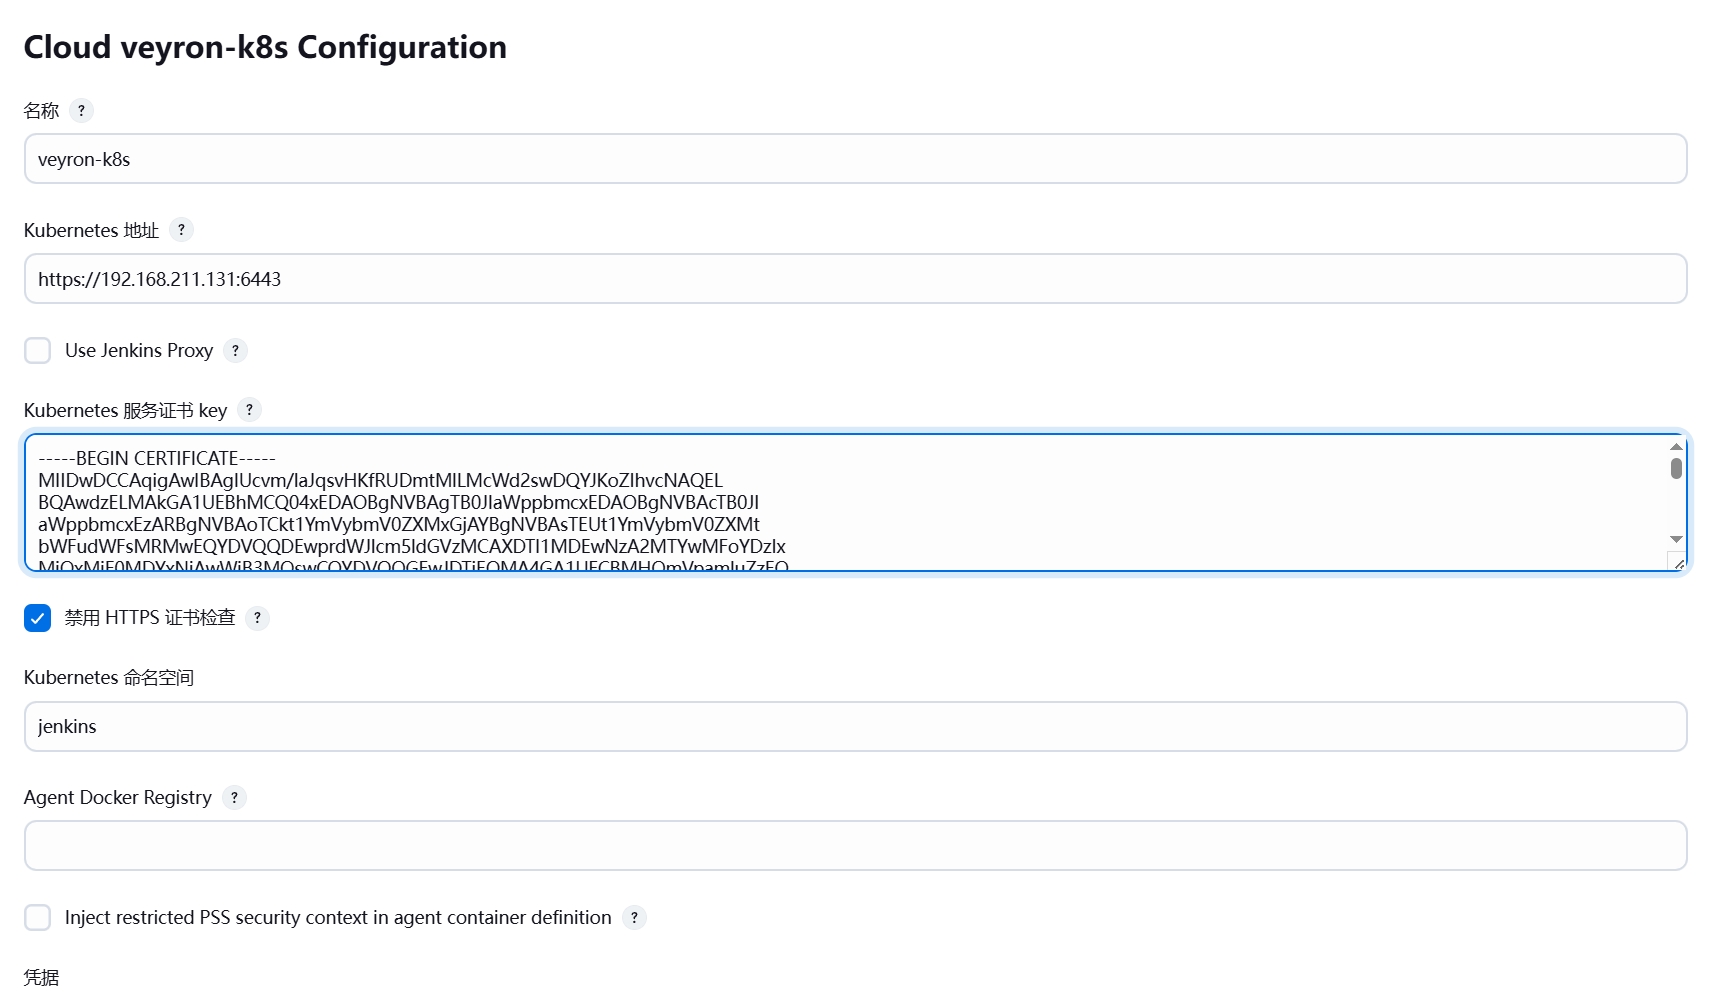 Cloud veyron-k8s Configuration
名称 ?
veyron-k8s
Kubernetes 地址 ?
https://192.168.211.131:6443
Use Jenkins Proxy ?
Kubernetes 服务证书 key ?
-----BEGIN CERTIFICATE-----
MIIDwDCCAqigAwIBAgIUcvm/IaJqsvHKfRUDmtMILMcWd2swDQYJKoZIhvcNAQEL
BQAwdzELMAkGA1UEBhMCQ04xEDAOBgNVBAgTB0JlaWppbmcxEDAOBgNVBAcTB0Jl
aWppbmcxEzARBgNVBAoTCkt1YmVybmV0ZXMxGjAYBgNVBAsTEUt1YmVybmV0ZXMt
bWFudWFsMRMwEQYDVQQDEwprdWJlcm5ldGVzMCAXDTI1MDEwNzA2MTYwMFoYDzIx
禁用 HTTPS 证书检查 ?
Kubernetes 命名空间
jenkins
Agent Docker Registry ?
Inject restricted PSS security context in agent container definition ?
凭据